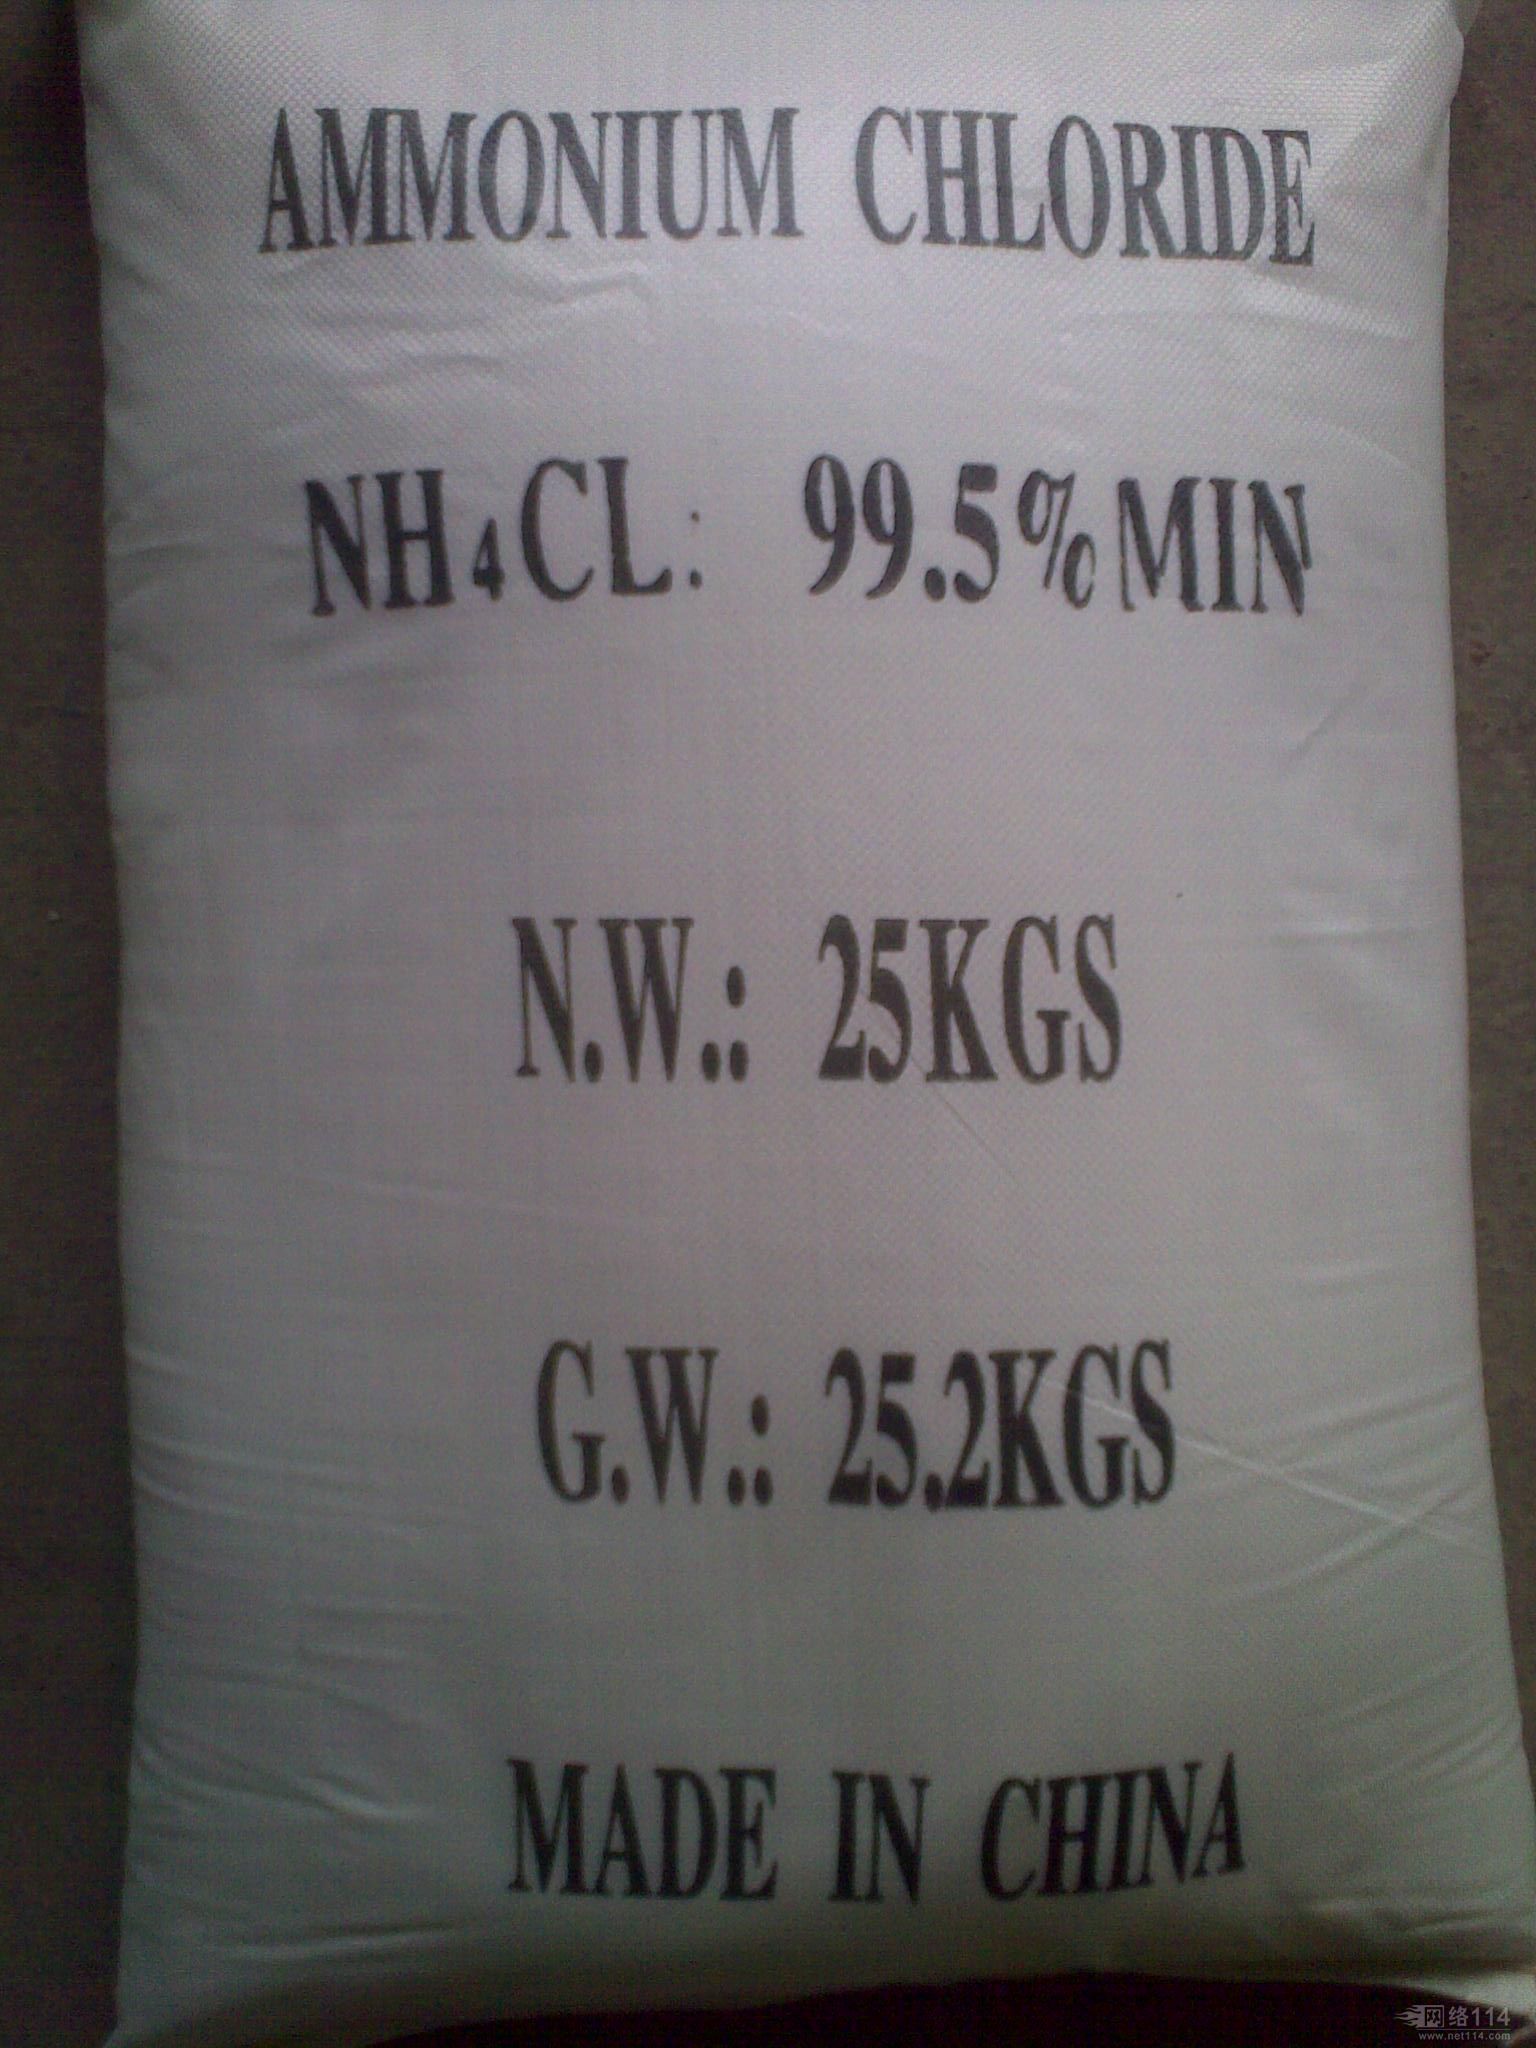 AMMONIUM CHLORIDE
NH₄CL: 99.5%MIN
N.W.: 25KGS
G.W.: 25.2KGS
MADE IN CHINA
网络114
www.net114.com